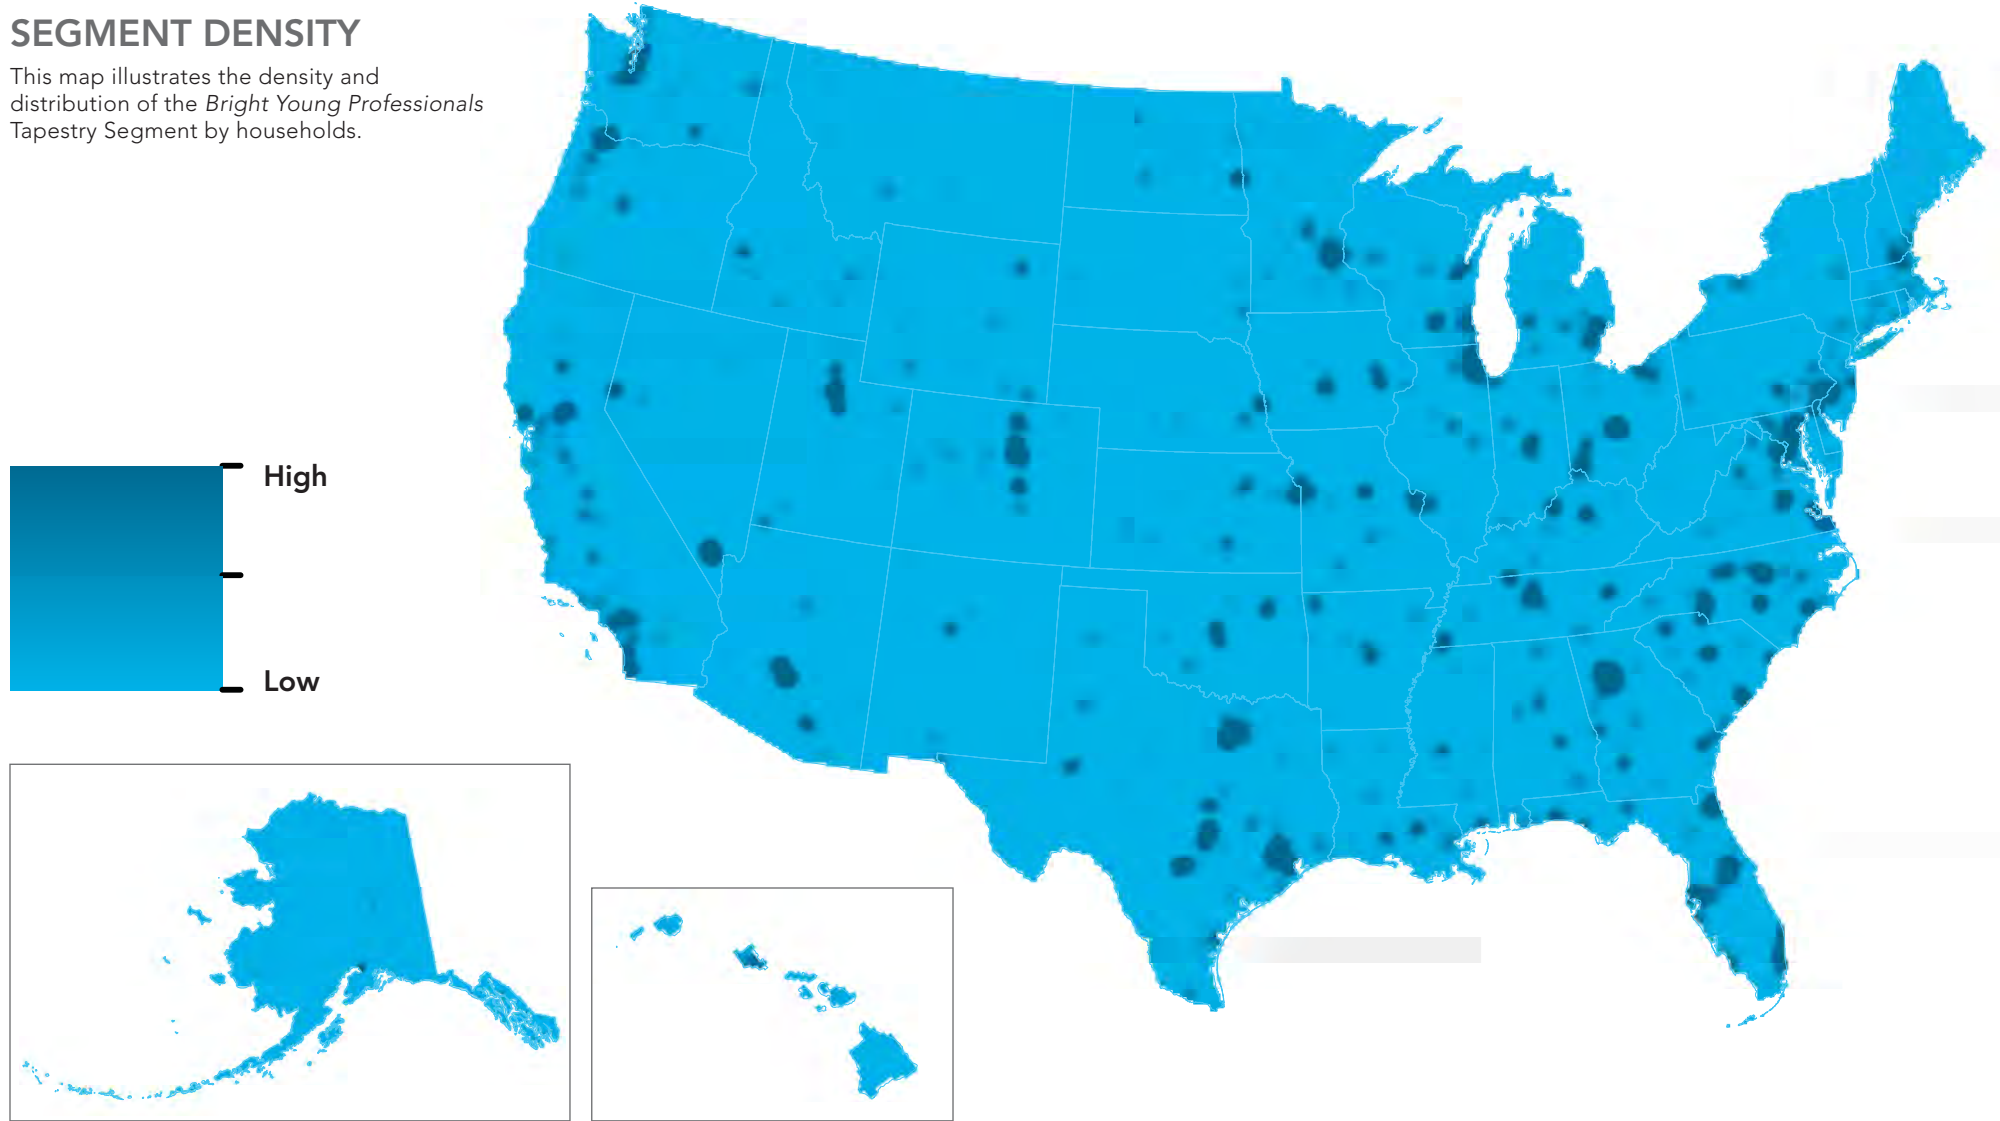 SEGMENT DENSITY
This map illustrates the density and
distribution of the Bright Young Professionals
Tapestry Segment by households.
High
Low